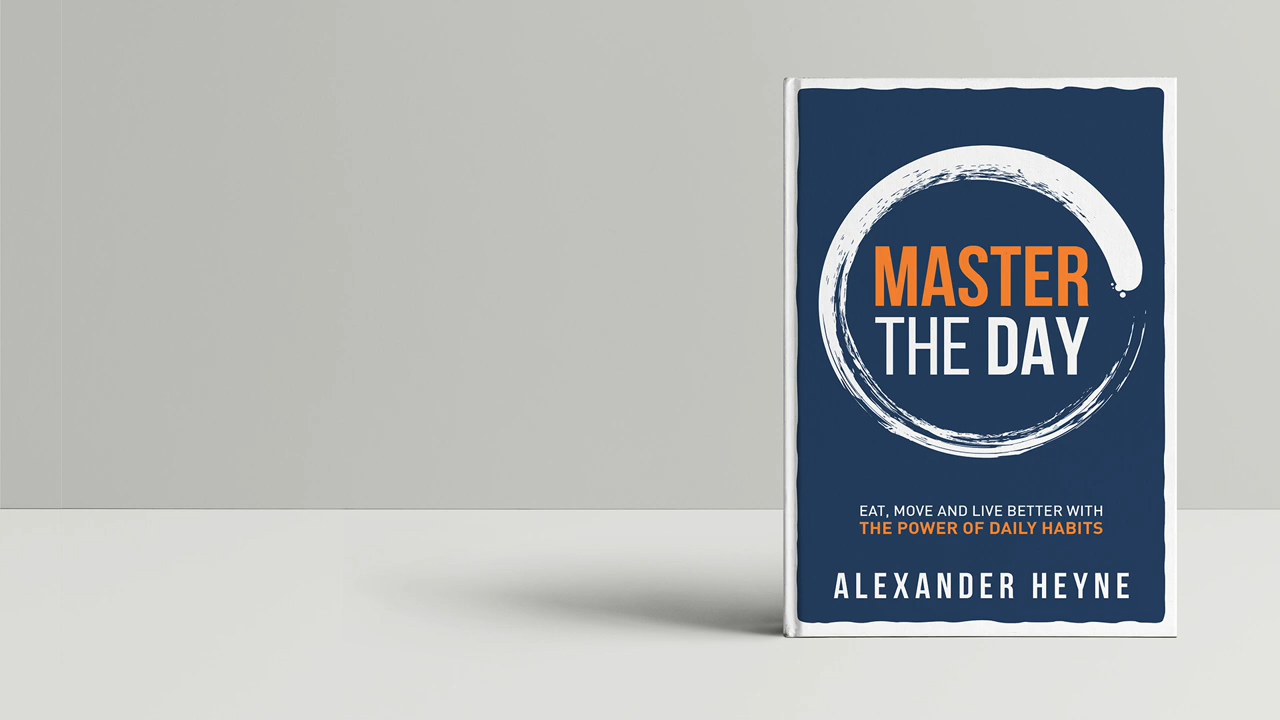 MASTER
THE DAY
EAT, MOVE AND LIVE BETTER WITH
THE POWER OF DAILY HABITS
ALEXANDER HEYNE